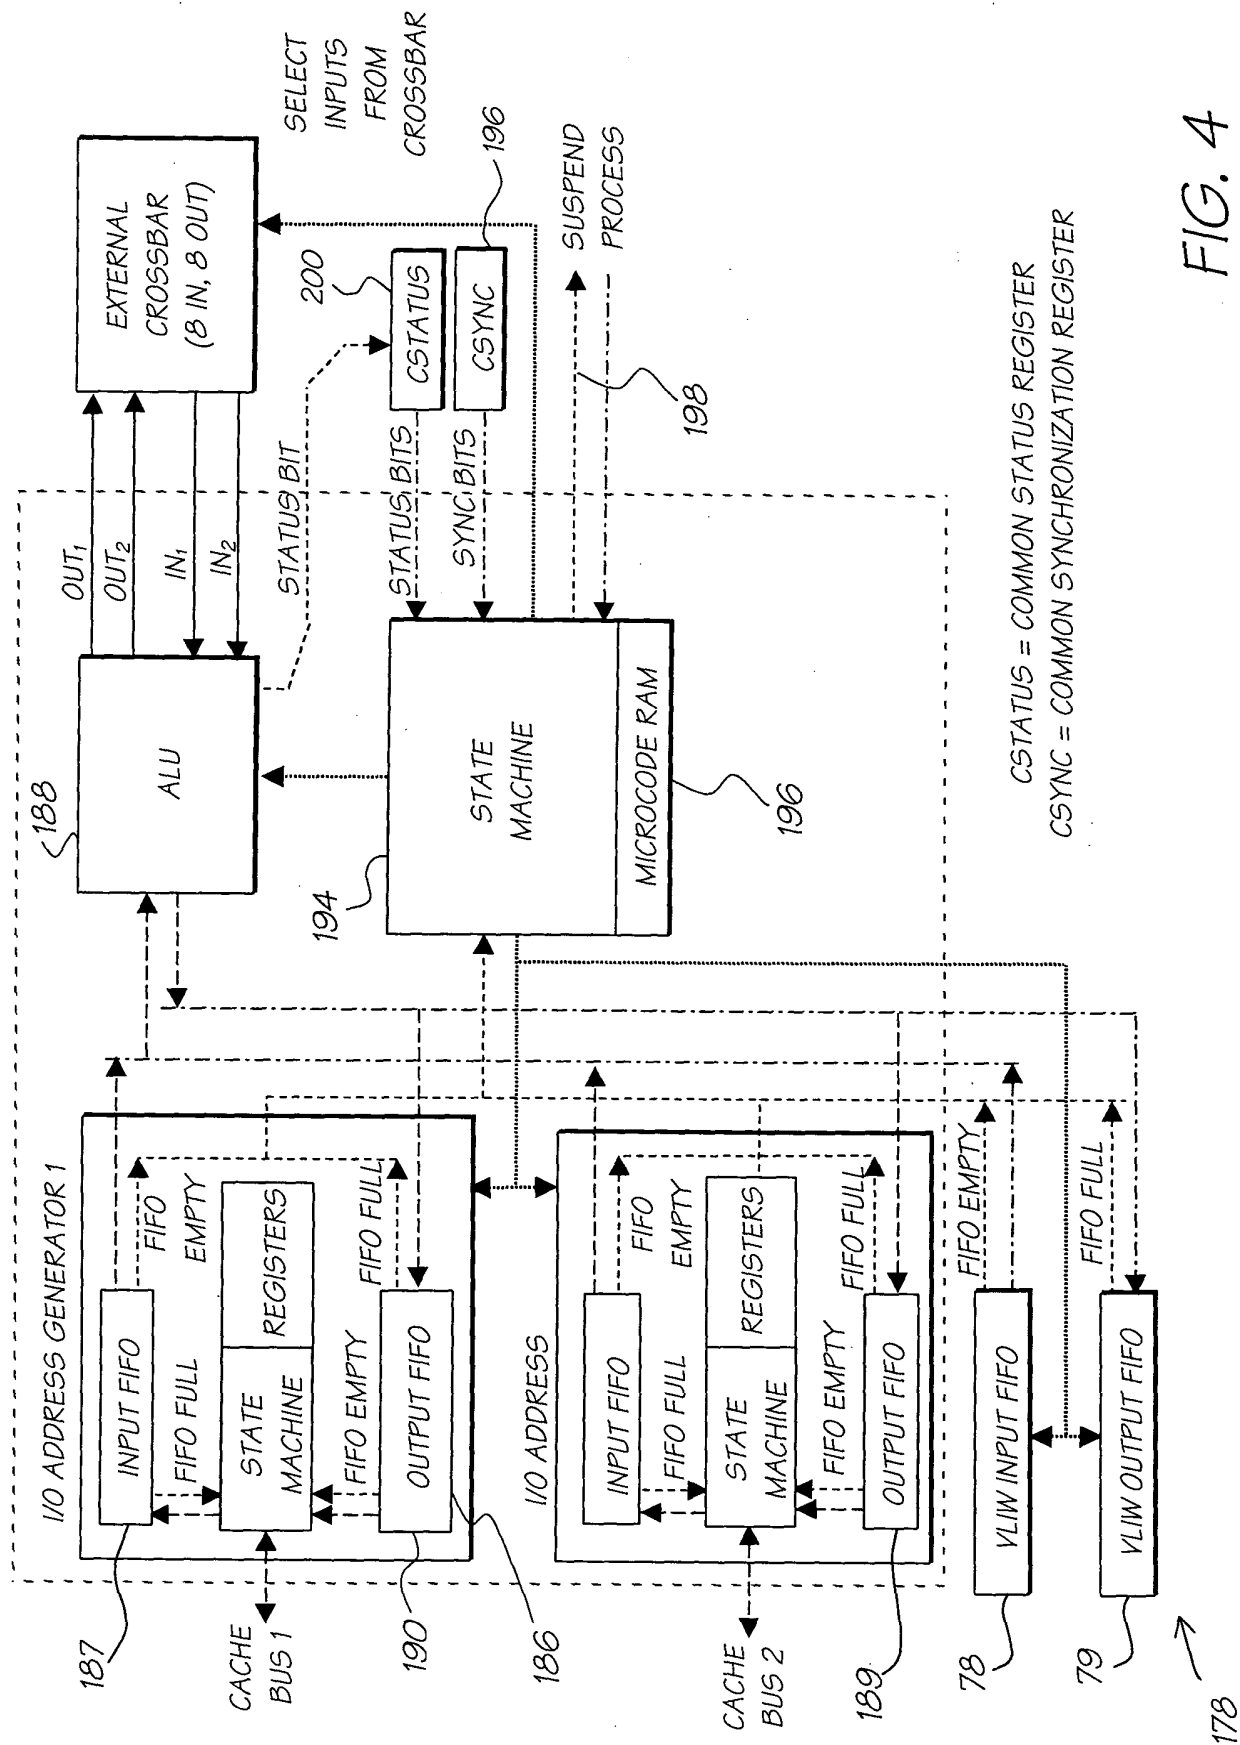 I/O ADDRESS GENERATOR 1
187
INPUT FIFO
FIFO
EMPTY
FIFO FULL
CACHE
BUS 1
STATE
MACHINE
REGISTERS
FIFO EMPTY
FIFO FULL
190
OUTPUT FIFO
186
188
ALU
OUT1
OUT2
IN1
IN2
EXTERNAL
CROSSBAR
(8 IN, 8 OUT)
SELECT
INPUTS
FROM
CROSSBAR
STATUS BIT
200
CSTATUS
STATUS BITS
CSYNC
196
SYNC BITS
194
STATE
MACHINE
MICROCODE RAM
196
SUSPEND
PROCESS
198
I/O ADDRESS
INPUT FIFO
FIFO
EMPTY
FIFO FULL
CACHE
BUS 2
STATE
MACHINE
REGISTERS
FIFO EMPTY
FIFO FULL
189
OUTPUT FIFO
78
VLIW INPUT FIFO
FIFO EMPTY
79
VLIW OUTPUT FIFO
FIFO FULL
178
CSTATUS = COMMON STATUS REGISTER
CSYNC = COMMON SYNCHRONIZATION REGISTER
FIG. 4